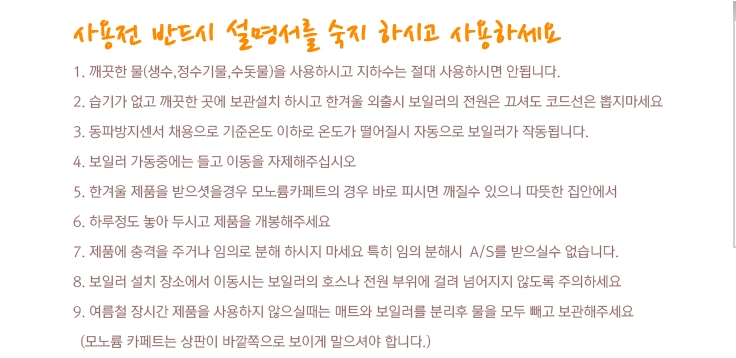 사용전 반드시 설명서를 숙지 하시고 사용하세요
1. 깨끗한 물(생수,정수기물,수돗물)을 사용하시고 지하수는 절대 사용하시면 안됩니다.
2. 습기가 없고 깨끗한 곳에 보관설치 하시고 한겨울 외출시 보일러의 전원은 끄셔도 코드선은 뽑지마세요
3. 동파방지센서 채용으로 기준온도 이하로 온도가 떨어질시 자동으로 보일러가 작동됩니다.
4. 보일러 가동중에는 들고 이동을 자제해주십시오
5. 한겨울 제품을 받으셧을경우 모노륨카페트의 경우 바로 피시면 깨질수 있으니 따뜻한 집안에서
6. 하루정도 놓아 두시고 제품을 개봉해주세요
7. 제품에 충격을 주거나 임의로 분해 하시지 마세요 특히 임의 분해시 A/S를 받으실수 없습니다.
8. 보일러 설치 장소에서 이동시는 보일러의 호스나 전원 부위에 걸려 넘어지지 않도록 주의하세요
9. 여름철 장시간 제품을 사용하지 않으실때는 매트와 보일러를 분리후 물을 모두 빼고 보관해주세요
(모노륨 카페트는 상판이 바깥쪽으로 보이게 말으셔야 합니다.)